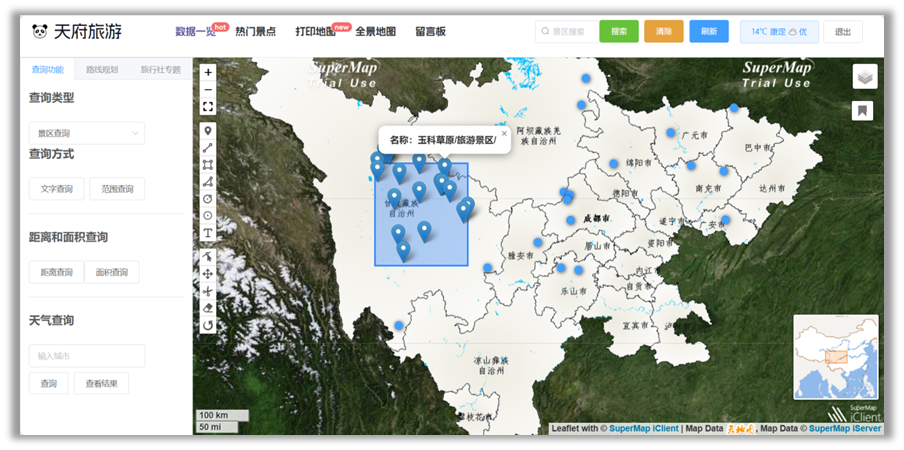 天府旅游
数据一览 hot 热门景点 打印地图 new 全景地图 留言板
景区搜索 搜索 清除 刷新 14℃ 康定 优 退出
查询功能 路线规划 旅行社专题
查询类型
景区查询
查询方式
文字查询 范围查询
距离和面积查询
距离查询 面积查询
天气查询
输入城市
查询 查看结果
SuperMap
Trial Use
SuperMap
Trial Use
+
−
T
名称：玉科草原/旅游景区/
×
阿坝藏族羌
族自治州
广元市
巴中市
绵阳市
德阳市
南充市
达州市
甘孜藏族
自治州
成都市
遂宁市
广安市
资阳市
眉山市
雅安市
内江市
自贡市
乐山市
宜宾市
凉山彝族
自治州
攀枝花市
100 km
50 mi
SuperMap
iClient
Leaflet with © SuperMap iClient | Map Data , Map Data © SuperMap iServer